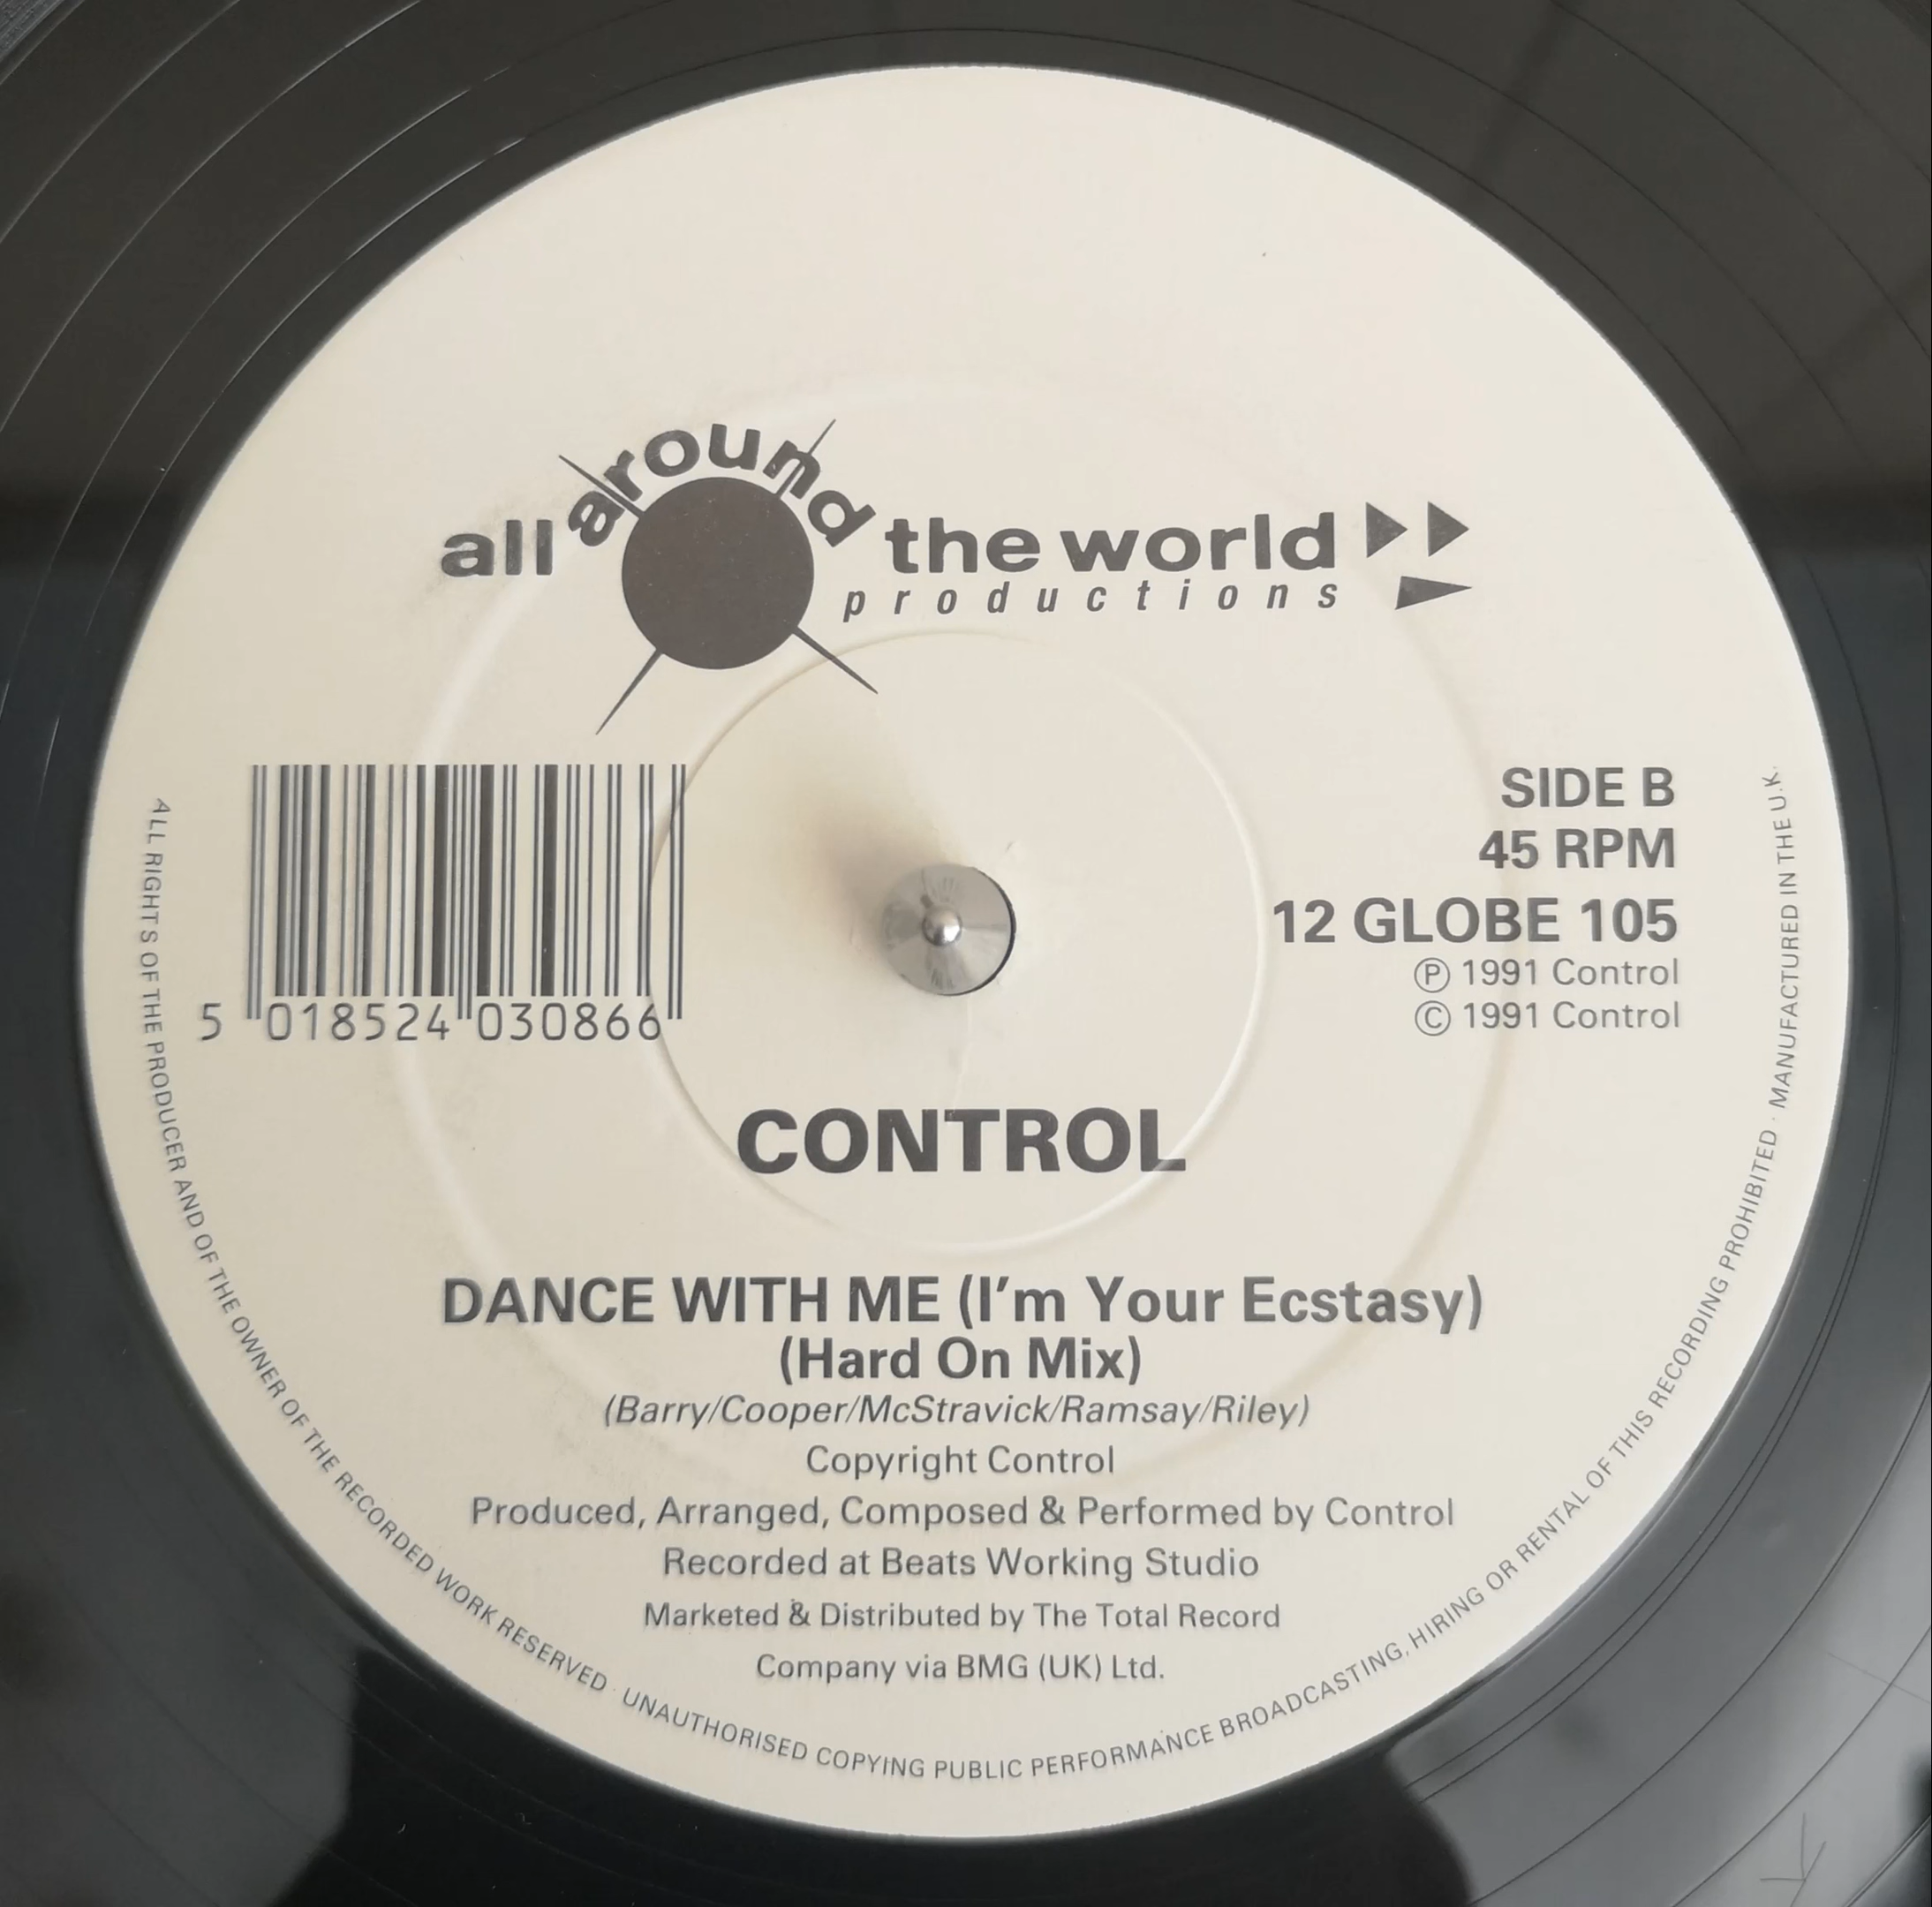 all around the world
productions
SIDE B
45 RPM
12 GLOBE 105
Ⓟ 1991 Control
© 1991 Control
5 018524 030866
CONTROL
DANCE WITH ME (I'm Your Ecstasy)
(Hard On Mix)
(Barry/Cooper/McStravick/Ramsay/Riley)
Copyright Control
Produced, Arranged, Composed & Performed by Control
Recorded at Beats Working Studio
Marketed & Distributed by The Total Record
Company via BMG (UK) Ltd.
ALL RIGHTS OF THE PRODUCER AND OF THE OWNER OF THE RECORDED WORK RESERVED · UNAUTHORISED COPYING PUBLIC PERFORMANCE BROADCASTING, HIRING OR RENTAL OF THIS RECORDING PROHIBITED · MANUFACTURED IN THE U.K.